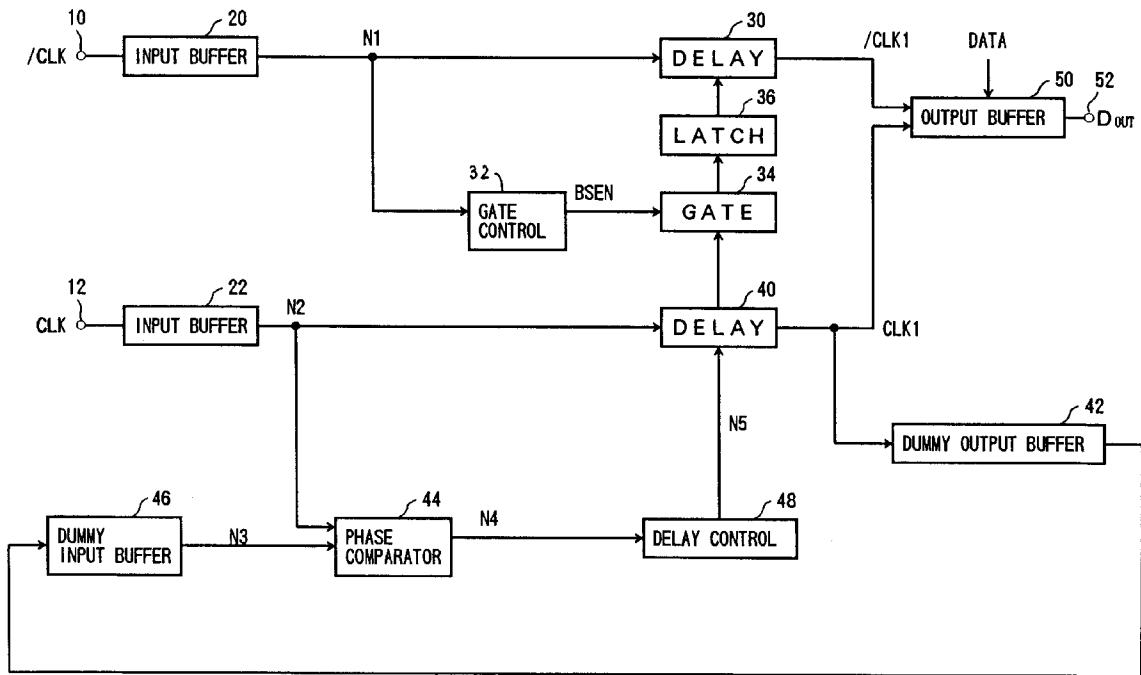 10
20
/CLK
INPUT BUFFER
N1
30
DELAY
/CLK1
DATA
50
52
OUTPUT BUFFER
DOUT
36
LATCH
32
GATE
CONTROL
BSEN
34
GATE
12
22
CLK
INPUT BUFFER
N2
40
DELAY
CLK1
N5
42
DUMMY OUTPUT BUFFER
46
DUMMY
INPUT BUFFER
N3
44
PHASE
COMPARATOR
N4
48
DELAY CONTROL